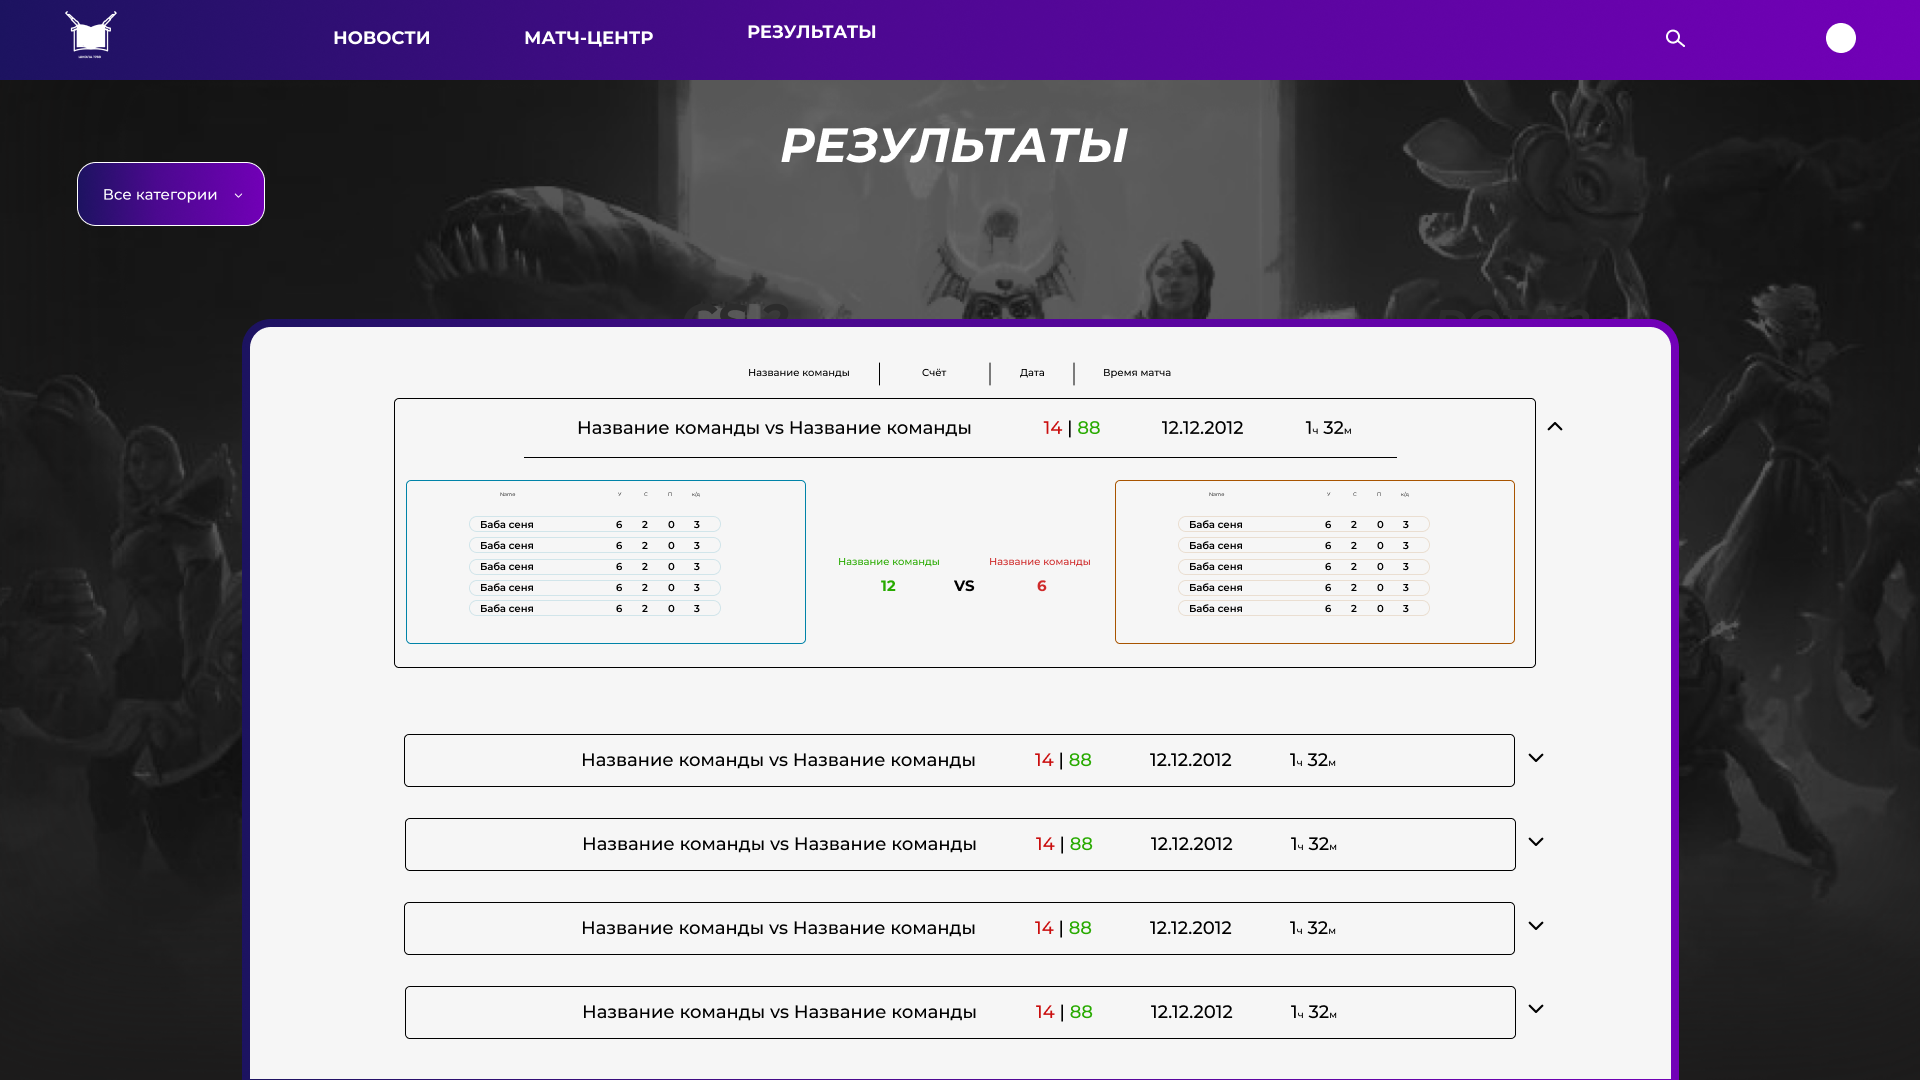 НОВОСТИ
МАТЧ-ЦЕНТР
РЕЗУЛЬТАТЫ
РЕЗУЛЬТАТЫ
Все категории
Название команды
Счёт
Дата
Время матча
Название команды vs Название команды 14 | 88 12.12.2012 1ч 32м
Name У С П к/д
Баба сеня 6 2 0 3
Баба сеня 6 2 0 3
Баба сеня 6 2 0 3
Баба сеня 6 2 0 3
Баба сеня 6 2 0 3
Название команды
12
VS
Название команды
6
Name У С П к/д
Баба сеня 6 2 0 3
Баба сеня 6 2 0 3
Баба сеня 6 2 0 3
Баба сеня 6 2 0 3
Баба сеня 6 2 0 3
Название команды vs Название команды 14 | 88 12.12.2012 1ч 32м
Название команды vs Название команды 14 | 88 12.12.2012 1ч 32м
Название команды vs Название команды 14 | 88 12.12.2012 1ч 32м
Название команды vs Название команды 14 | 88 12.12.2012 1ч 32м